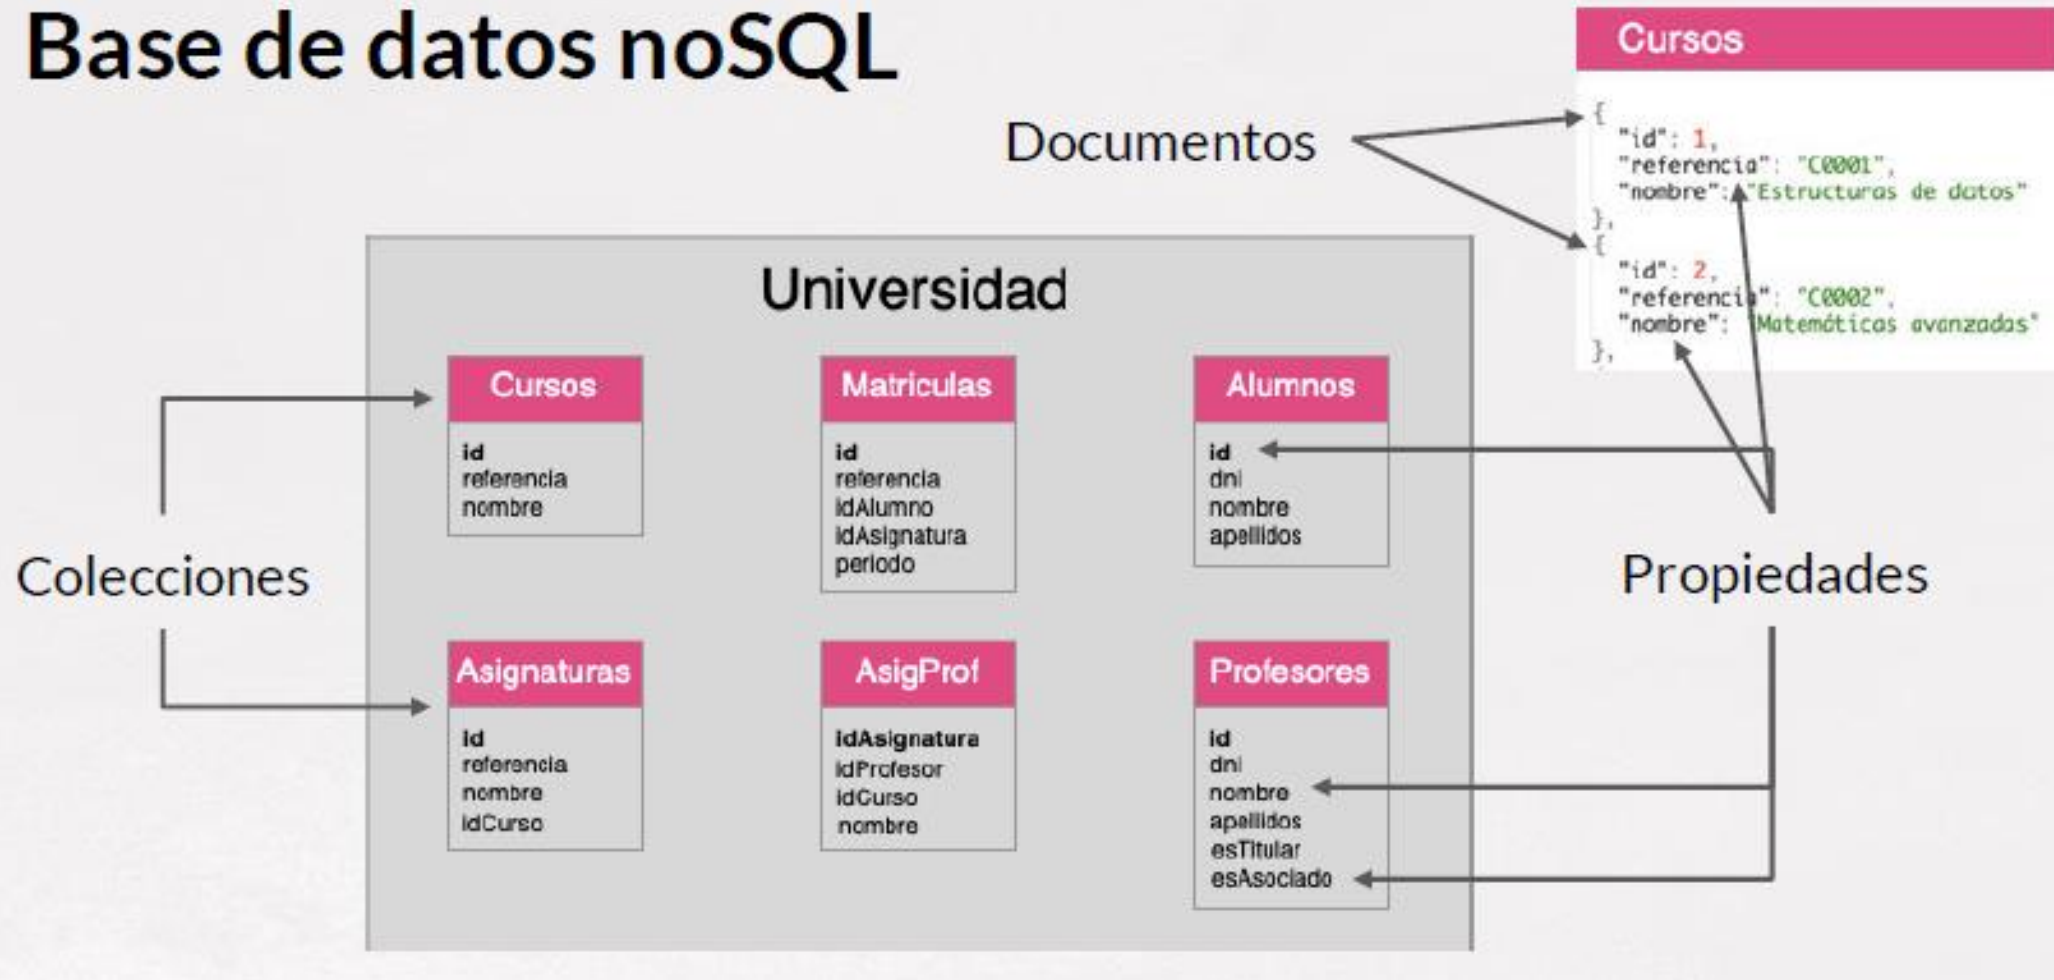 Base de datos noSQL
Cursos
Documentos
{
"id": 1,
"referencia": "C0001",
"nombre": "Estructuras de datos"
},
{
"id": 2,
"referencia": "C0002",
"nombre": "Matemáticas avanzadas"
},
Universidad
Cursos
id
referencia
nombre
Matriculas
id
referencia
idAlumno
idAsignatura
periodo
Alumnos
id
dni
nombre
apellidos
Colecciones
Propiedades
Asignaturas
id
referencia
nombre
idCurso
AsigProf
idAsignatura
idProfesor
idCurso
nombre
Profesores
id
dni
nombre
apellidos
esTitular
esAsociado